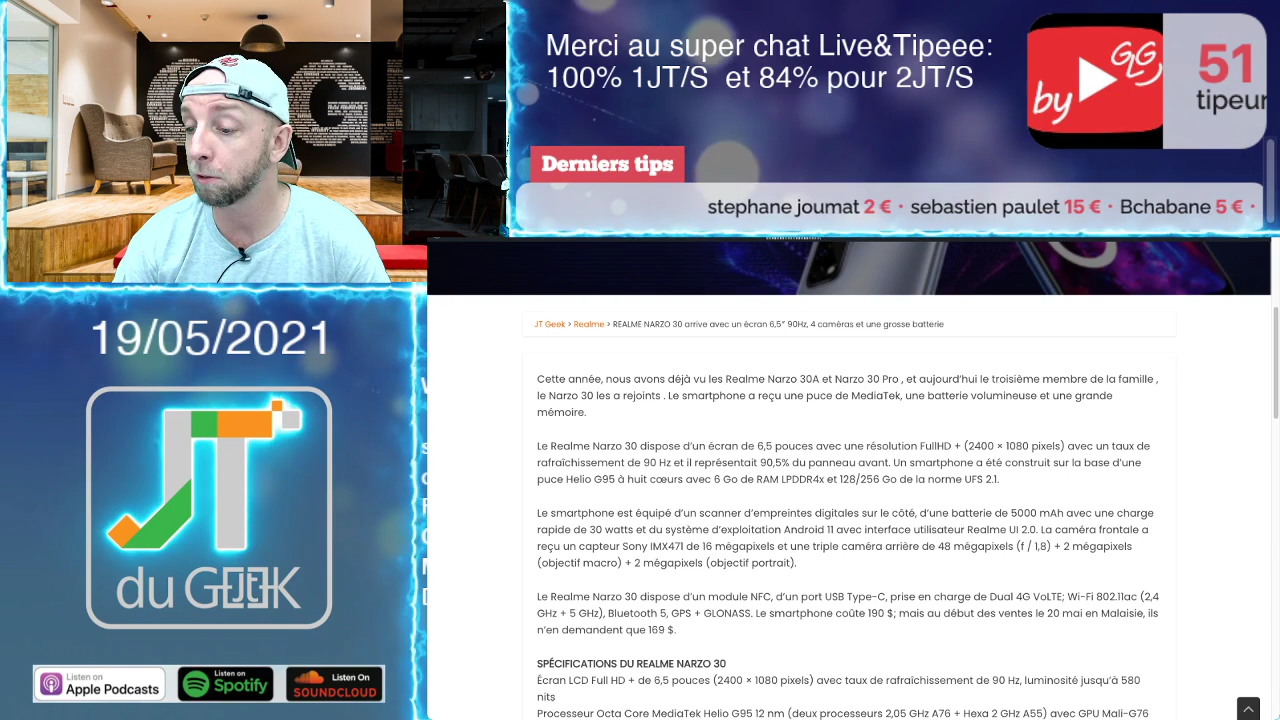 Merci au super chat Live&Tipeee:
by GG
51
tipeur
Derniers tips
stephane joumat 2 € · sebastien paulet 15 € · Bchabane 5 € ·
19/05/2021
JT
du GEEK
Listen on
Apple Podcasts
Listen on
Spotify
Listen On
SOUNDCLOUD
JT Geek > Realme > REALME NARZO 30 arrive avec un écran 6,5″ 90Hz, 4 caméras et une grosse batterie
Cette année, nous avons déjà vu les Realme Narzo 30A et Narzo 30 Pro , et aujourd'hui le troisième membre de la famille ,
le Narzo 30 les a rejoints . Le smartphone a reçu une puce de MediaTek, une batterie volumineuse et une grande
mémoire.
Le Realme Narzo 30 dispose d'un écran de 6,5 pouces avec une résolution FullHD + (2400 × 1080 pixels) avec un taux de
rafraîchissement de 90 Hz et il représentait 90,5% du panneau avant. Un smartphone a été construit sur la base d'une
puce Helio G95 à huit cœurs avec 6 Go de RAM LPDDR4x et 128/256 Go de la norme UFS 2.1.
Le smartphone est équipé d'un scanner d'empreintes digitales sur le côté, d'une batterie de 5000 mAh avec une charge
rapide de 30 watts et du système d'exploitation Android 11 avec interface utilisateur Realme UI 2.0. La caméra frontale a
reçu un capteur Sony IMX471 de 16 mégapixels et une triple caméra arrière de 48 mégapixels (f / 1,8) + 2 mégapixels
(objectif macro) + 2 mégapixels (objectif portrait).
Le Realme Narzo 30 dispose d'un module NFC, d'un port USB Type-C, prise en charge de Dual 4G VoLTE; Wi-Fi 802.11ac (2,4
GHz + 5 GHz), Bluetooth 5, GPS + GLONASS. Le smartphone coûte 190 $; mais au début des ventes le 20 mai en Malaisie, ils
n'en demandent que 169 $.
SPÉCIFICATIONS DU REALME NARZO 30
Écran LCD Full HD + de 6,5 pouces (2400 × 1080 pixels) avec taux de rafraîchissement de 90 Hz, luminosité jusqu'à 580
nits
Processeur Octa Core MediaTek Helio G95 12 nm (deux processeurs 2,05 GHz A76 + Hexa 2 GHz A55) avec GPU Mali-G76